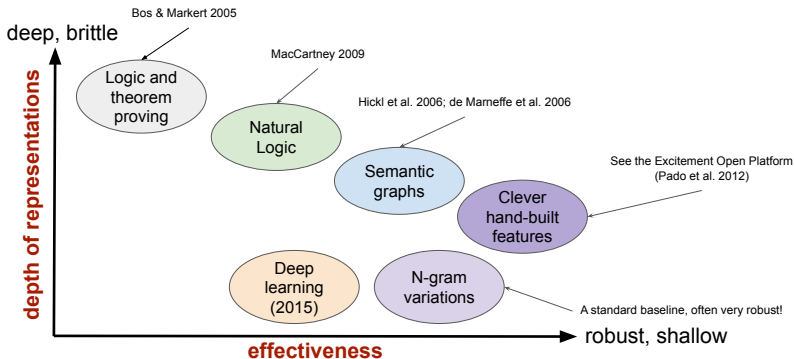 Bos & Markert 2005
deep, brittle
MacCartney 2009
Logic and
theorem
proving
Hickl et al. 2006; de Marneffe et al. 2006
Natural
Logic
See the Excitement Open Platform
(Pado et al. 2012)
Semantic
graphs
Clever
hand-built
features
depth of representations
Deep
learning
(2015)
N-gram
variations
A standard baseline, often very robust!
robust, shallow
effectiveness